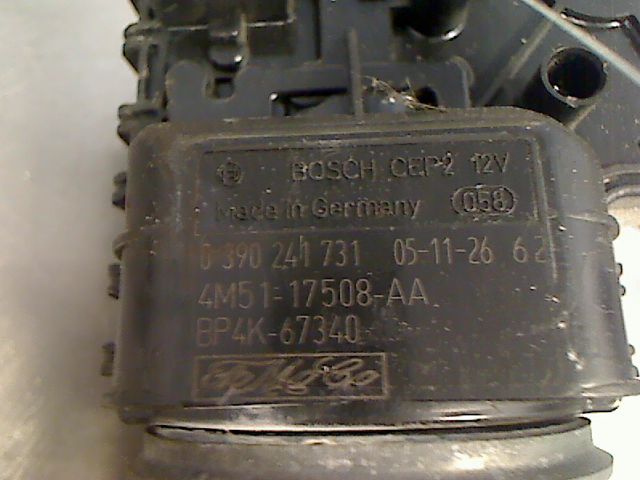 BOSCH CEP2 12V
Made in Germany 058
0 390 241 731 05-11-26 62
4M51-17508-AA
BP4K-67340
FoMoCo